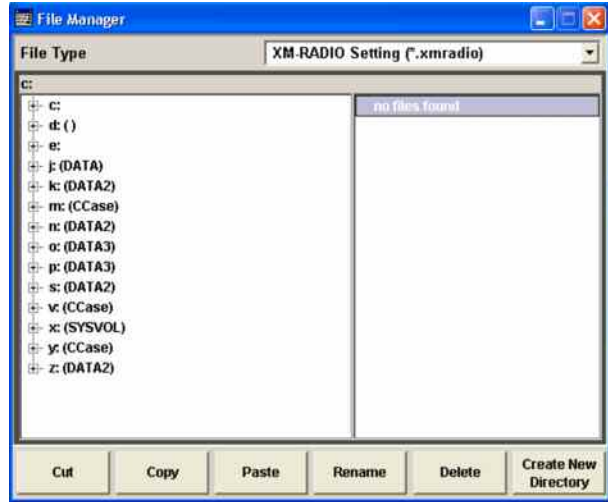 File Manager
File Type
XM-RADIO Setting (*.xmradio)
c:
c:
d: ( )
e:
j: (DATA)
k: (DATA2)
m: (CCase)
n: (DATA2)
o: (DATA3)
p: (DATA3)
s: (DATA2)
v: (CCase)
x: (SYSVOL)
y: (CCase)
z: (DATA2)
no files found
Cut
Copy
Paste
Rename
Delete
Create New
Directory